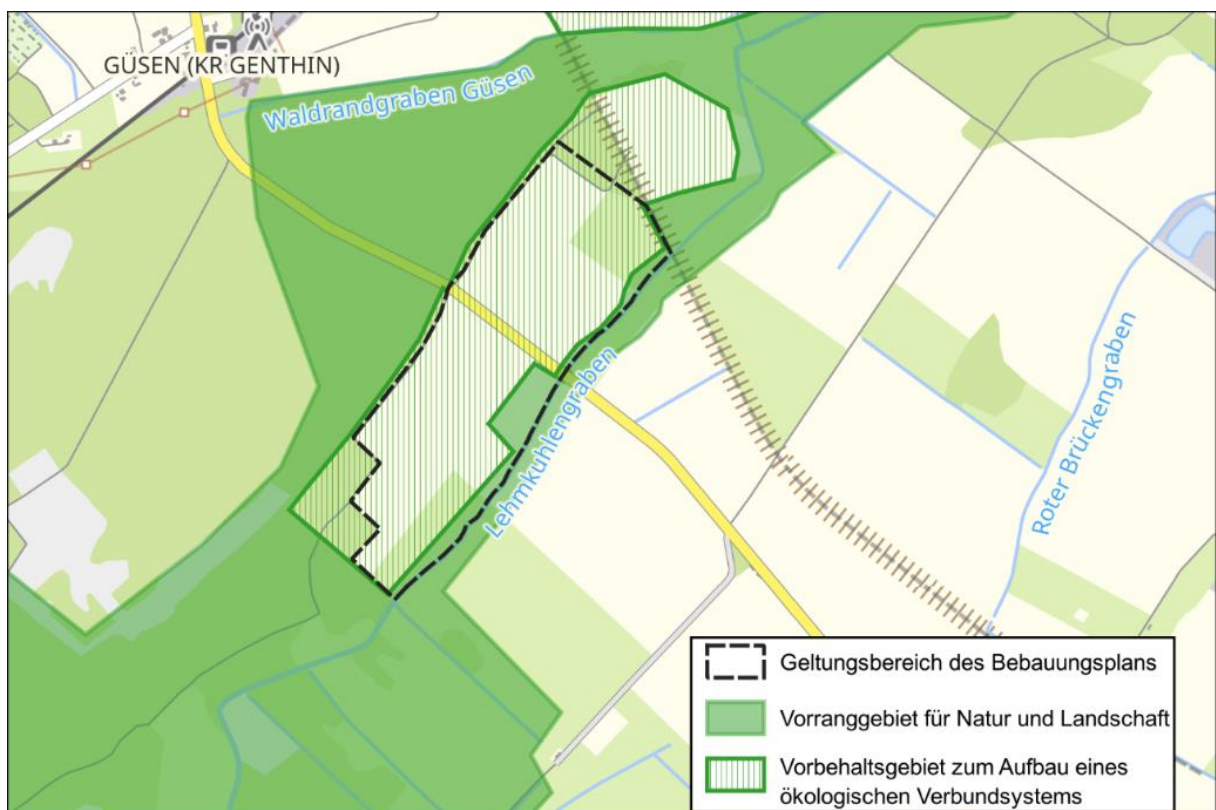 GÜSEN (KR GENTHIN)
Waldrandgraben Güsen
Lehmkuhlengraben
Roter Brückengraben
Geltungsbereich des Bebauungsplans
Vorranggebiet für Natur und Landschaft
Vorbehaltsgebiet zum Aufbau eines
ökologischen Verbundsystems